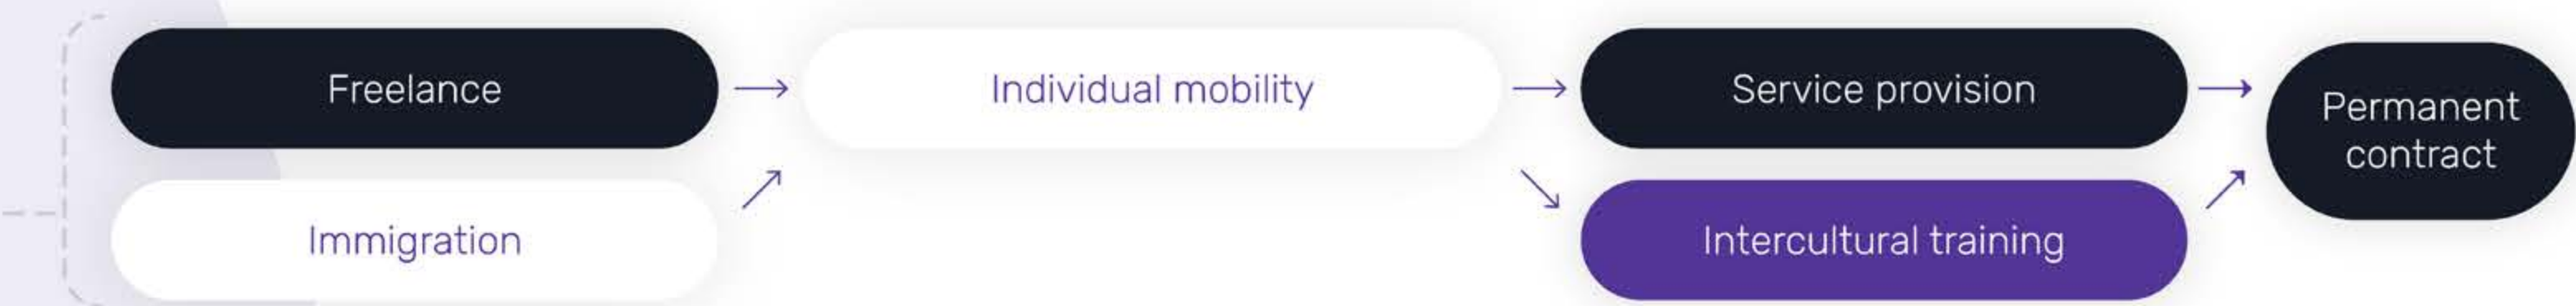 Freelance
Immigration
Individual mobility
Service provision
Intercultural training
Permanent
contract